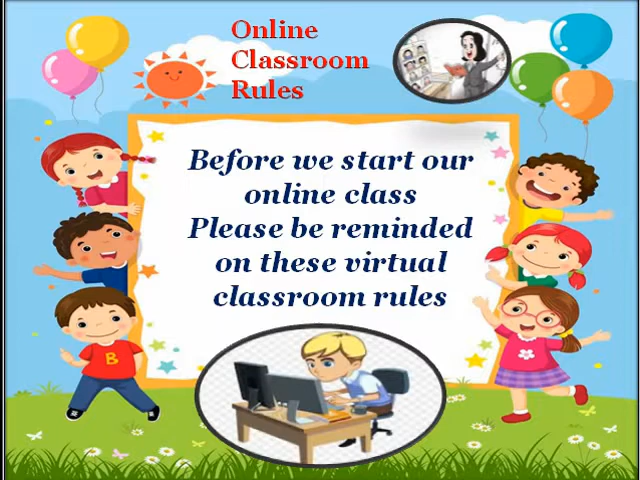 Online
Classroom
Rules
Before we start our
online class
Please be reminded
on these virtual
classroom rules
B